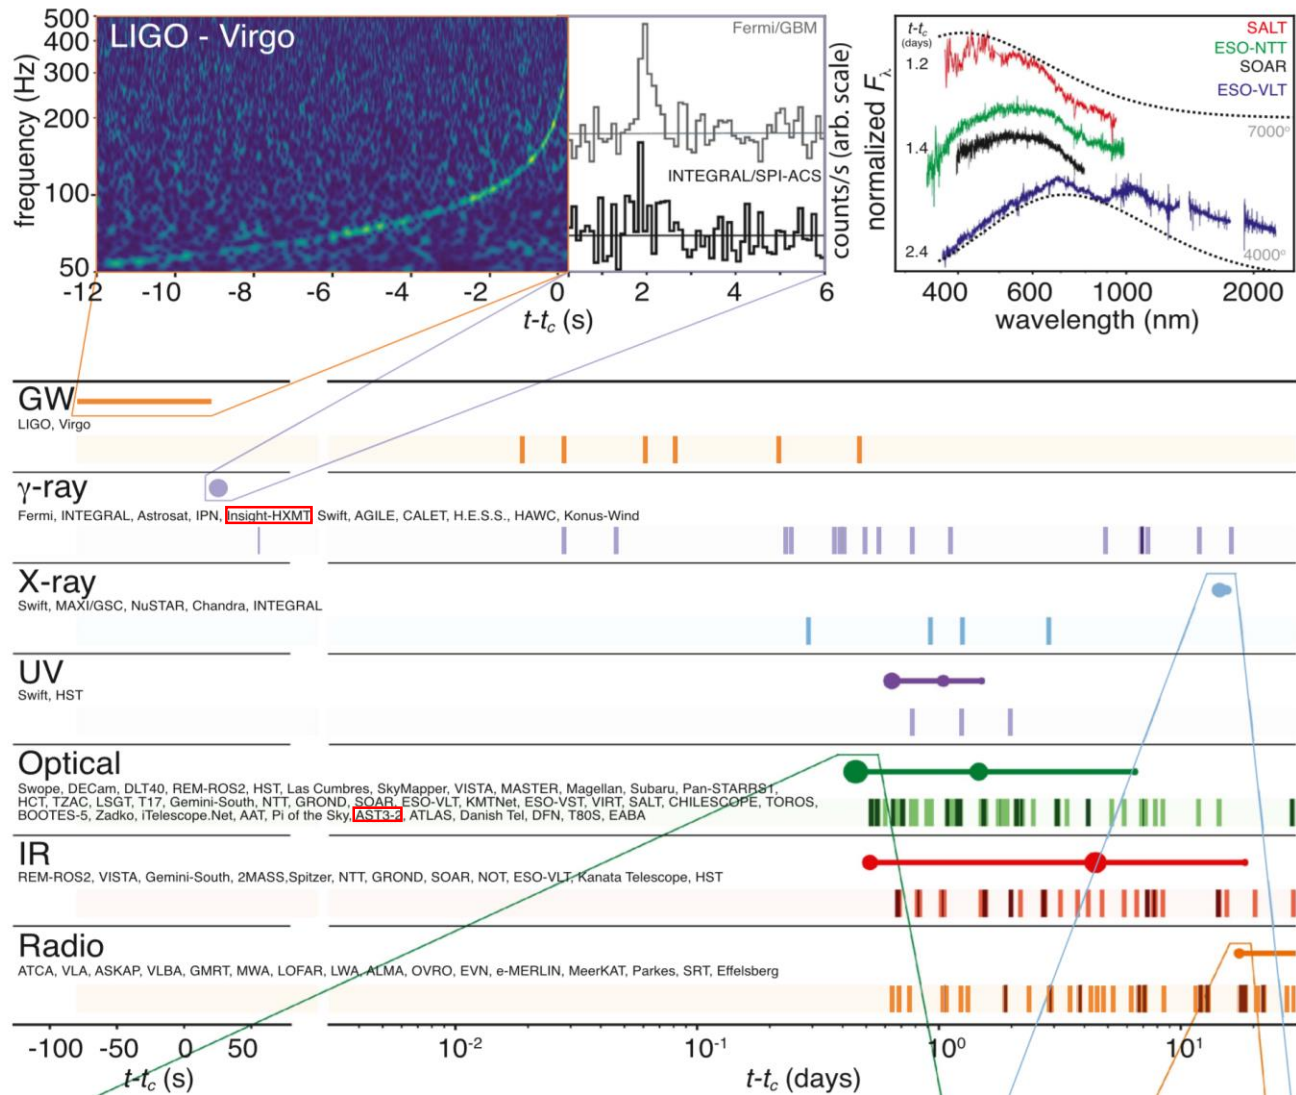 LIGO - Virgo
frequency (Hz)
500
400
300
200
100
50
-12 -10 -8 -6 -4 -2 0 2 4 6
t-tc (s)
Fermi/GBM
INTEGRAL/SPI-ACS
counts/s (arb. scale)
normalized Fλ
t-tc
(days)
1.2
1.4
2.4
SALT
ESO-NTT
SOAR
ESO-VLT
7000°
4000°
400 600 1000 2000
wavelength (nm)
GW
LIGO, Virgo
γ-ray
Fermi, INTEGRAL, Astrosat, IPN, Insight-HXMT, Swift, AGILE, CALET, H.E.S.S., HAWC, Konus-Wind
X-ray
Swift, MAXI/GSC, NuSTAR, Chandra, INTEGRAL
UV
Swift, HST
Optical
Swope, DECam, DLT40, REM-ROS2, HST, Las Cumbres, SkyMapper, VISTA, MASTER, Magellan, Subaru, Pan-STARRS1,
HCT, TZAC, LSGT, T17, Gemini-South, NTT, GROND, SOAR, ESO-VLT, KMTNet, ESO-VST, VIRT, SALT, CHILESCOPE, TOROS,
BOOTES-5, Zadko, iTelescope.Net, AAT, Pi of the Sky, AST3-2, ATLAS, Danish Tel, DFN, T80S, EABA
IR
REM-ROS2, VISTA, Gemini-South, 2MASS,Spitzer, NTT, GROND, SOAR, NOT, ESO-VLT, Kanata Telescope, HST
Radio
ATCA, VLA, ASKAP, VLBA, GMRT, MWA, LOFAR, LWA, ALMA, OVRO, EVN, e-MERLIN, MeerKAT, Parkes, SRT, Effelsberg
-100 -50 0 50 10⁻² 10⁻¹ 10⁰ 10¹
t-tc (s) t-tc (days)